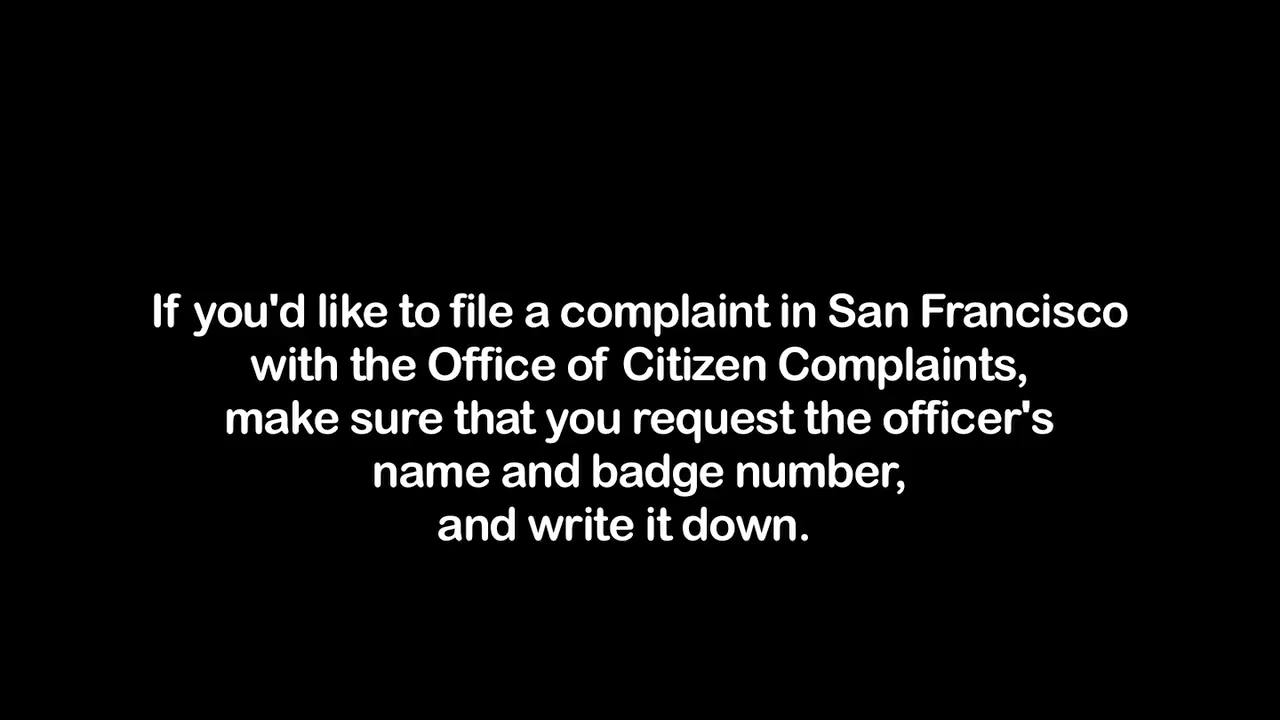 If you'd like to file a complaint in San Francisco
with the Office of Citizen Complaints,
make sure that you request the officer's
name and badge number,
and write it down.